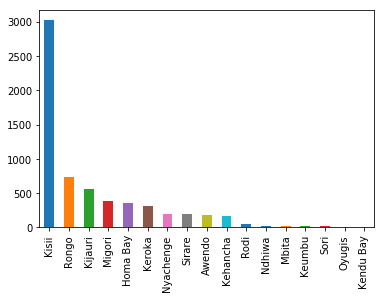 3000
2500
2000
1500
1000
500
0
Kisii
Rongo
Kijauri
Migori
Homa Bay
Keroka
Nyachenge
Sirare
Awendo
Kehancha
Rodi
Ndhiwa
Mbita
Keumbu
Sori
Oyugis
Kendu Bay